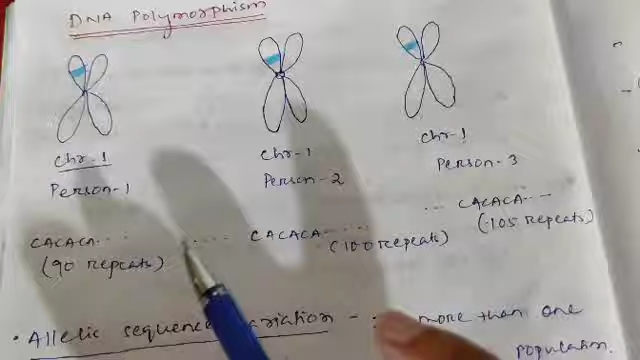 DNA Polymorphism
Chr-1
Person-1
Chr-1
Person-2
Chr-1
Person-3
CACACA....
(90 repeats)
..... CACACA......
(100 Repeats)
... CACACA---
(105 Repeats)
• Allelic sequence variation - more than one
population.